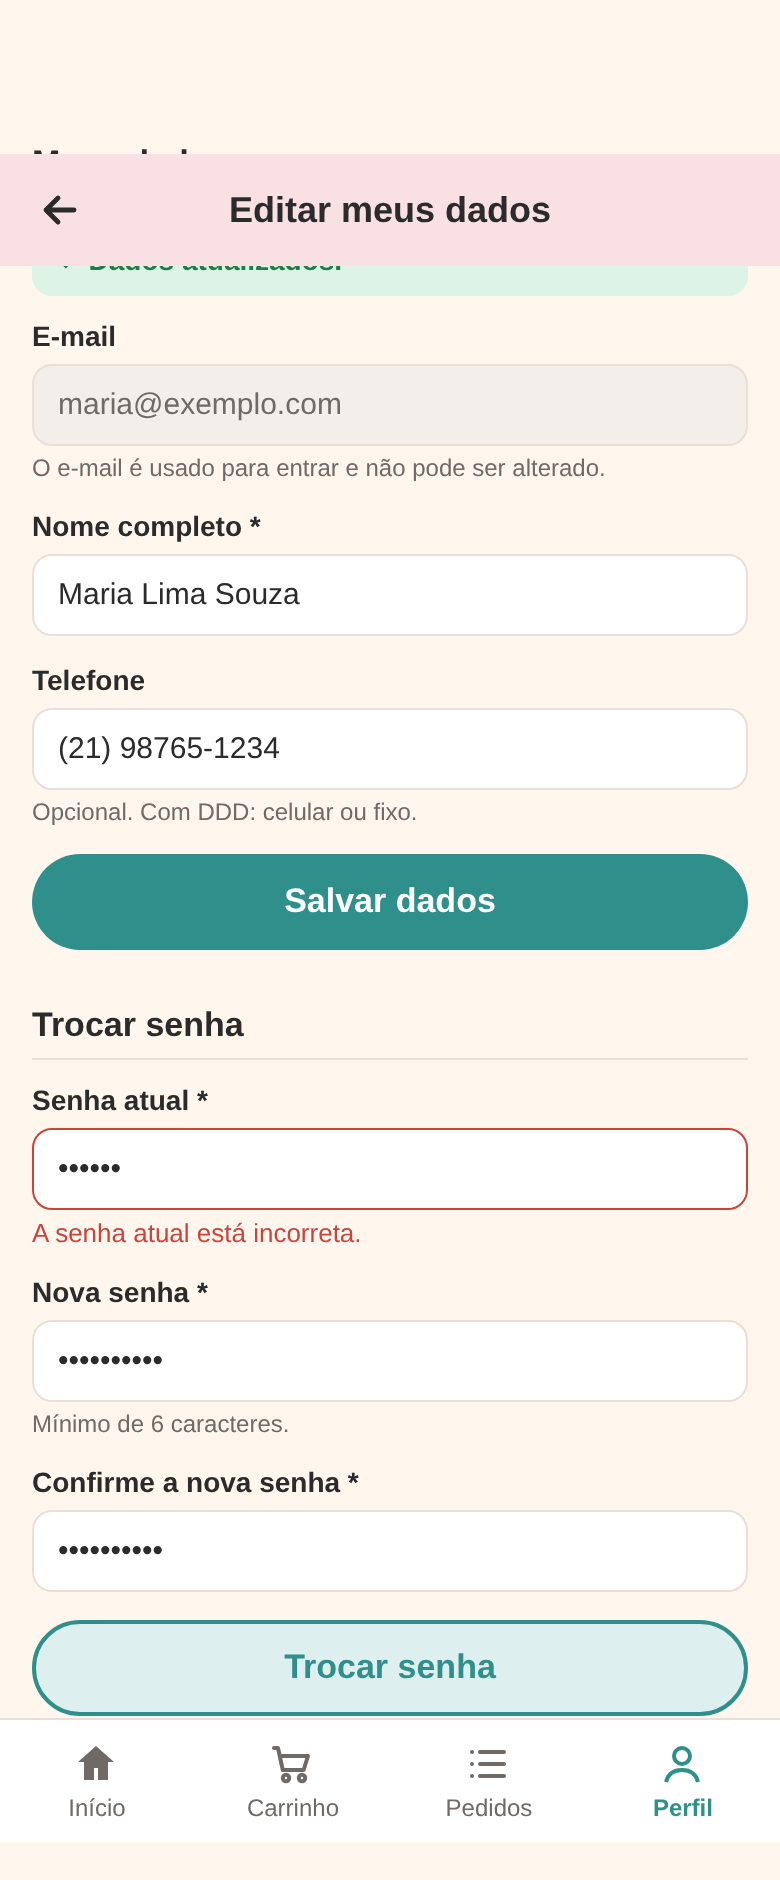 Editar meus dados
Dados atualizados.
E-mail
maria@exemplo.com
O e-mail é usado para entrar e não pode ser alterado.
Nome completo *
Maria Lima Souza
Telefone
(21) 98765-1234
Opcional. Com DDD: celular ou fixo.
Salvar dados
Trocar senha
Senha atual *
••••••
A senha atual está incorreta.
Nova senha *
••••••••••
Mínimo de 6 caracteres.
Confirme a nova senha *
••••••••••
Trocar senha
Início
Carrinho
Pedidos
Perfil